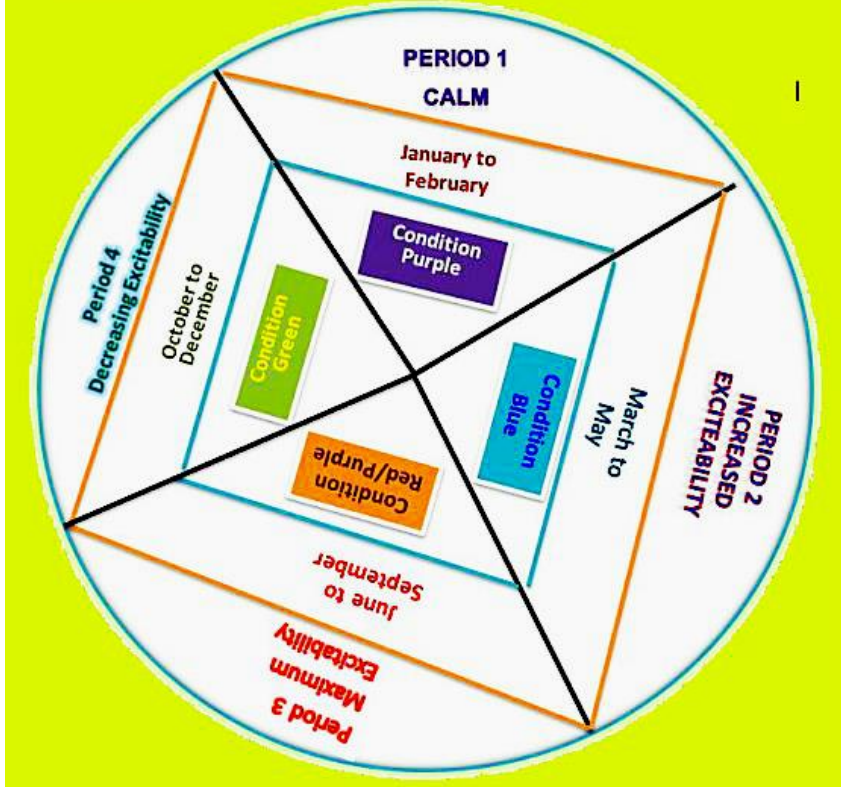 PERIOD 1
CALM
January to
February
Condition
Purple
PERIOD 2
INCREASED
EXCITEABILITY
March to
May
Condition
Blue
Period 3
Maximum
Excitability
June to
September
Condition
Red/Purple
Period 4
Decreasing Excitability
October to
December
Condition
Green